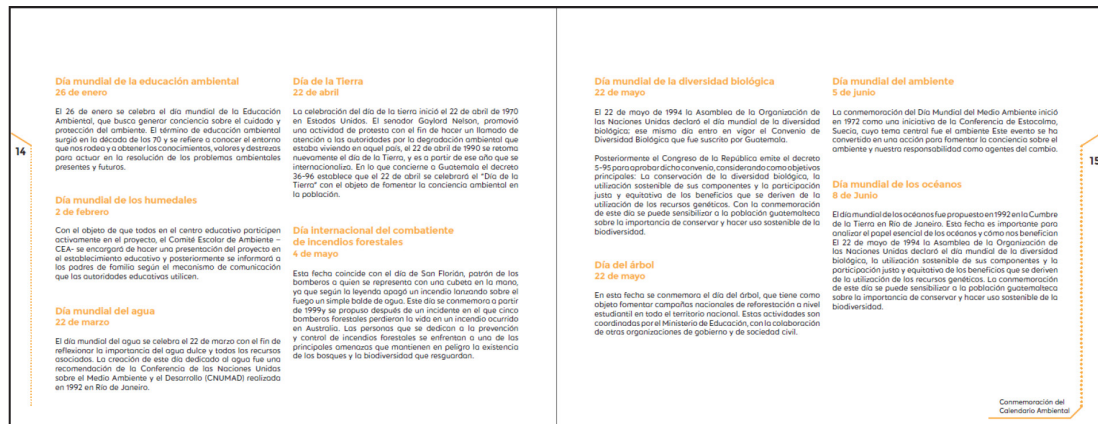 Día mundial de la educación ambiental
26 de enero
El 26 de enero se celebra el día mundial de la Educación
Ambiental, que busca generar conciencia sobre el cuidado y
protección del ambiente. El término de educación ambiental
surgió en la década de los 70 y se refiere a conocer el entorno
que nos rodea y a obtener los conocimientos, valores y destrezas
para actuar en la resolución de los problemas ambientales
presentes y futuros.
Día mundial de los humedales
2 de febrero
Con el objeto de que todos en el centro educativo participen
activamente en el proyecto, el Comité Escolar de Ambiente –
CEA- se encargará de hacer una presentación del proyecto en
el establecimiento educativo y posteriormente se informará a
los padres de familia según el mecanismo de comunicación
que las autoridades educativas utilicen.
Día mundial del agua
22 de marzo
El día mundial del agua se celebra el 22 de marzo con el fin de
reflexionar la importancia del agua dulce y todos los recursos
asociados. La creación de este día dedicado al agua fue una
recomendación de la Conferencia de las Naciones Unidas
sobre el Medio Ambiente y el Desarrollo (CNUMAD) realizada
en 1992 en Río de Janeiro.
14
Día de la Tierra
22 de abril
La celebración del día de la tierra inició el 22 de abril de 1970
en Estados Unidos. El senador Gaylord Nelson, promovió
una actividad de protesta con el fin de hacer un llamado de
atención a las autoridades por la degradación ambiental que
estaba viviendo en aquel país, el 22 de abril de 1990 se retoma
nuevamente el día de la Tierra, y es a partir de ese año que se
internacionaliza. En lo que concierne a Guatemala el decreto
36-96 establece que el 22 de abril se celebrará el "Día de la
Tierra" con el objeto de fomentar la conciencia ambiental en
la población.
Día internacional del combatiente
de incendios forestales
4 de mayo
Esta fecha coincide con el día de San Florián, patrón de los
bomberos a quien se representa con una cubeta en la mano,
ya que según la leyenda apagó un incendio lanzando sobre el
fuego un simple balde de agua. Este día se conmemora a partir
de 1999y se propuso después de un incidente en el que cinco
bomberos forestales perdieron la vida en un incendio ocurrido
en Australia. Las personas que se dedican a la prevención
y control de incendios forestales se enfrentan a una de las
principales amenazas que mantienen en peligro la existencia
de los bosques y la biodiversidad que resguardan.
Día mundial de la diversidad biológica
22 de mayo
El 22 de mayo de 1994 la Asamblea de la Organización de
las Naciones Unidas declaró el día mundial de la diversidad
biológica; ese mismo día entro en vigor el Convenio de
Diversidad Biológica que fue suscrito por Guatemala.
Posteriormente el Congreso de la República emite el decreto
5-95 para aprobar dicho convenio, considerando como objetivos
principales: La conservación de la diversidad biológica, la
utilización sostenible de sus componentes y la participación
justa y equitativa de los beneficios que se deriven de la
utilización de los recursos genéticos. Con la conmemoración
de este día se puede sensibilizar a la población guatemalteca
sobre la importancia de conservar y hacer uso sostenible de la
biodiversidad.
Día del árbol
22 de mayo
En esta fecha se conmemora el día del árbol, que tiene como
objeto fomentar campañas nacionales de reforestación a nivel
estudiantil en todo el territorio nacional. Estas actividades son
coordinadas por el Ministerio de Educación, con la colaboración
de otras organizaciones de gobierno y de sociedad civil.
Día mundial del ambiente
5 de junio
La conmemoración del Día Mundial del Medio Ambiente inició
en 1972 como una iniciativa de la Conferencia de Estocolmo,
Suecia, cuyo tema central fue el ambiente Este evento se ha
convertido en una acción para fomentar la conciencia sobre el
ambiente y nuestra responsabilidad como agentes del cambio.
Día mundial de los océanos
8 de Junio
El día mundial de los océanos fue propuesto en 1992 en la Cumbre
de la Tierra en Río de Janeiro. Esta fecha es importante para
analizar el papel esencial de los océanos y cómo nos benefician
El 22 de mayo de 1994 la Asamblea de la Organización de
las Naciones Unidas declaró el día mundial de la diversidad
biológica, la utilización sostenible de sus componentes y la
participación justa y equitativa de los beneficios que se deriven
de la utilización de los recursos genéticos. La conmemoración
de este día se puede sensibilizar a la población guatemalteca
sobre la importancia de conservar y hacer uso sostenible de la
biodiversidad.
15
Conmemoración del
Calendario Ambiental